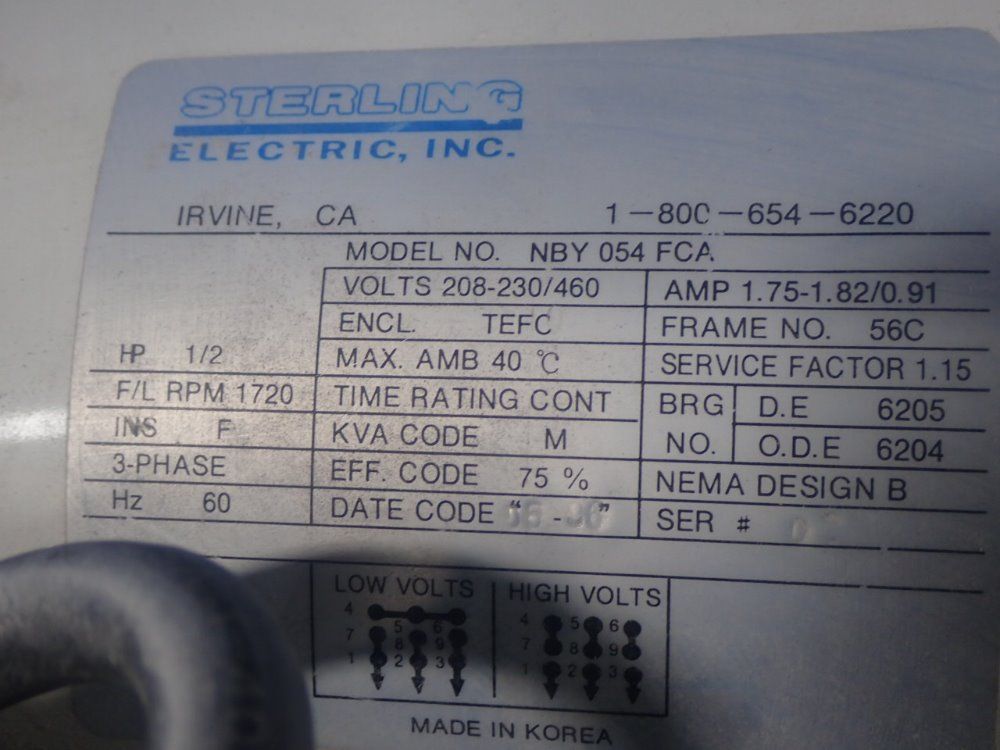 STERLING
ELECTRIC, INC.
IRVINE, CA 1-800-654-6220
MODEL NO. NBY 054 FCA
VOLTS 208-230/460 AMP 1.75-1.82/0.91
ENCL. TEFC FRAME NO. 56C
HP 1/2 MAX. AMB 40 ℃ SERVICE FACTOR 1.15
F/L RPM 1720 TIME RATING CONT BRG D.E 6205
INS F KVA CODE M NO. O.D.E 6204
3-PHASE EFF. CODE 75 % NEMA DESIGN B
Hz 60 DATE CODE SER #
LOW VOLTS HIGH VOLTS
4 5 6 4 5 6
7 8 9 7 8 9
1 2 3 1 2 3
MADE IN KOREA